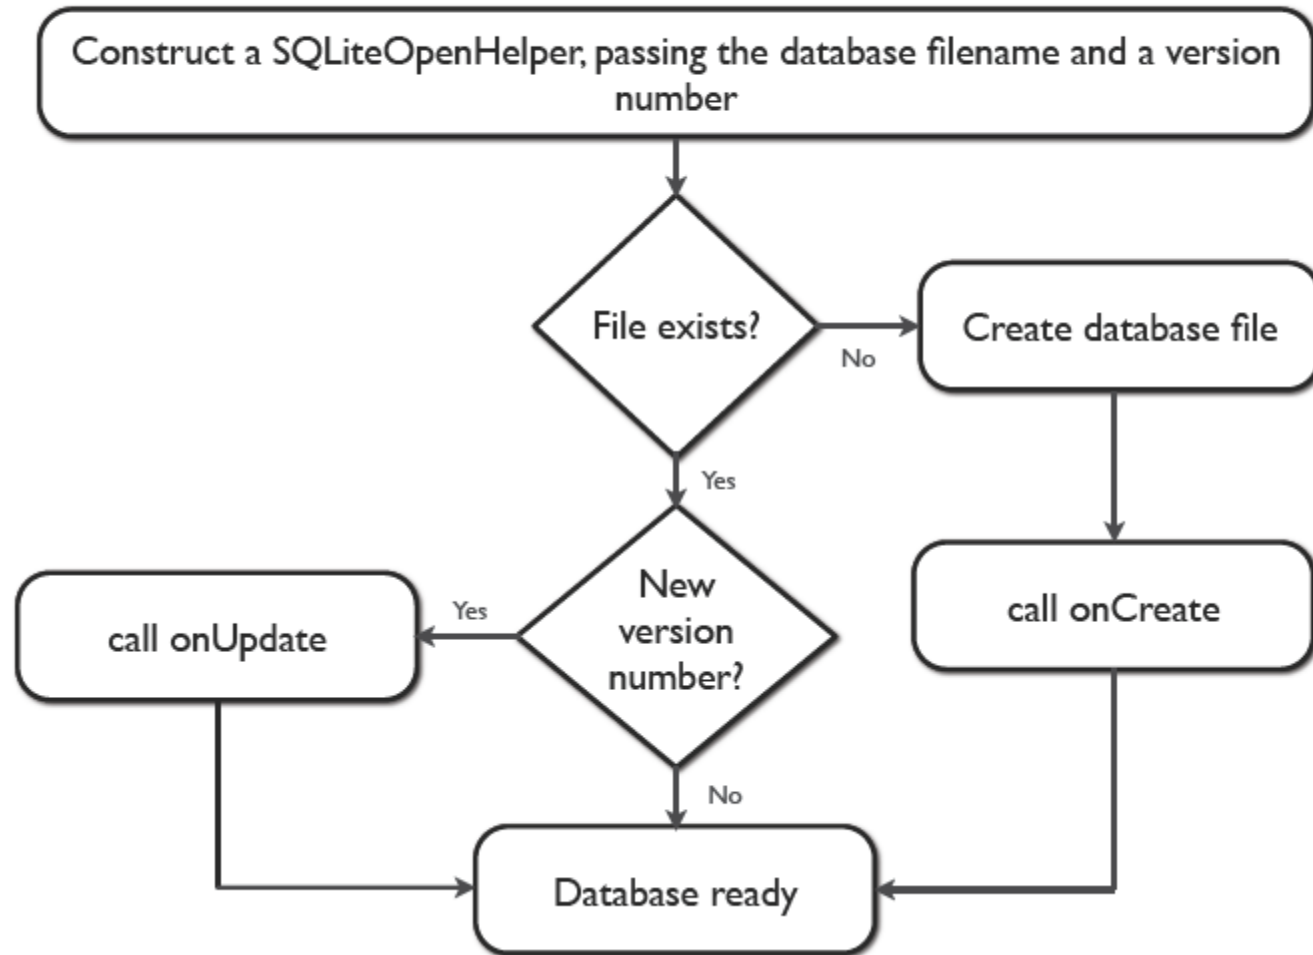 Construct a SQLiteOpenHelper, passing the database filename and a version
number
File exists?
No
Create database file
Yes
New
version
number?
Yes
call onUpdate
call onCreate
No
Database ready